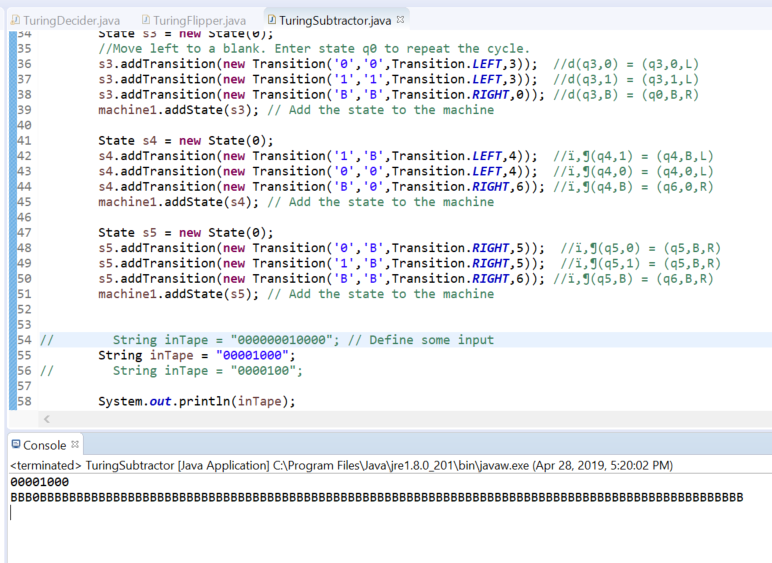 TuringDecider.java TuringFlipper.java TuringSubtractor.java
34 State s3 = new State(0);
35 //Move left to a blank. Enter state q0 to repeat the cycle.
36 s3.addTransition(new Transition('0','0',Transition.LEFT,3)); //d(q3,0) = (q3,0,L)
37 s3.addTransition(new Transition('1','1',Transition.LEFT,3)); //d(q3,1) = (q3,1,L)
38 s3.addTransition(new Transition('B','B',Transition.RIGHT,0)); //d(q3,B) = (q0,B,R)
39 machine1.addState(s3); // Add the state to the machine
40
41 State s4 = new State(0);
42 s4.addTransition(new Transition('1','B',Transition.LEFT,4)); //ï‚¶(q4,1) = (q4,B,L)
43 s4.addTransition(new Transition('0','0',Transition.LEFT,4)); //ï‚¶(q4,0) = (q4,0,L)
44 s4.addTransition(new Transition('B','0',Transition.RIGHT,6)); //ï‚¶(q4,B) = (q6,0,R)
45 machine1.addState(s4); // Add the state to the machine
46
47 State s5 = new State(0);
48 s5.addTransition(new Transition('0','B',Transition.RIGHT,5)); //ï‚¶(q5,0) = (q5,B,R)
49 s5.addTransition(new Transition('1','B',Transition.RIGHT,5)); //ï‚¶(q5,1) = (q5,B,R)
50 s5.addTransition(new Transition('B','B',Transition.RIGHT,6)); //ï‚¶(q5,B) = (q6,B,R)
51 machine1.addState(s5); // Add the state to the machine
52
53
54 // String inTape = "000000010000"; // Define some input
55 String inTape = "00001000";
56 // String inTape = "0000100";
57
58 System.out.println(inTape);
Console
<terminated> TuringSubtractor [Java Application] C:\Program Files\Java\jre1.8.0_201\bin\javaw.exe (Apr 28, 2019, 5:20:02 PM)
00001000
BBB0BBBBBBBBBBBBBBBBBBBBBBBBBBBBBBBBBBBBBBBBBBBBBBBBBBBBBBBBBBBBBBBBBBBBBBBBBBBBBBBBBBBBBBBBBBBBBBBB